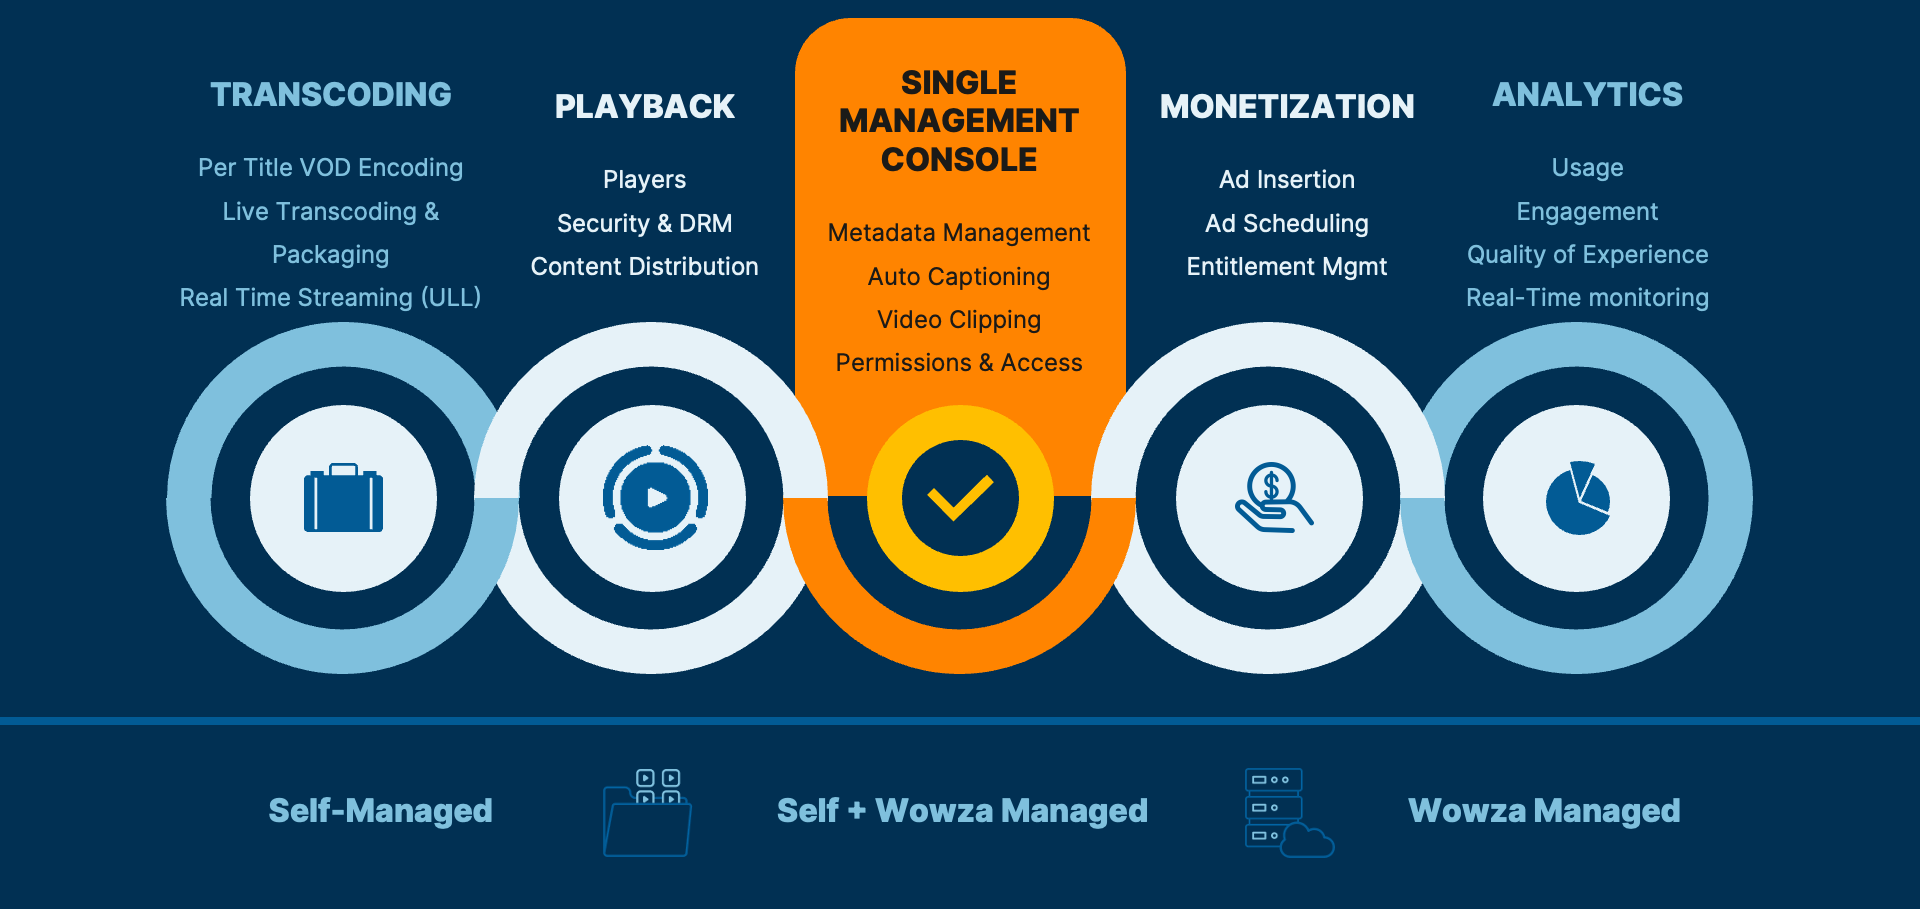 TRANSCODING
Per Title VOD Encoding
Live Transcoding &
Packaging
Real Time Streaming (ULL)
PLAYBACK
Players
Security & DRM
Content Distribution
SINGLE
MANAGEMENT
CONSOLE
Metadata Management
Auto Captioning
Video Clipping
Permissions & Access
MONETIZATION
Ad Insertion
Ad Scheduling
Entitlement Mgmt
ANALYTICS
Usage
Engagement
Quality of Experience
Real-Time monitoring
$
Self-Managed
Self + Wowza Managed
Wowza Managed